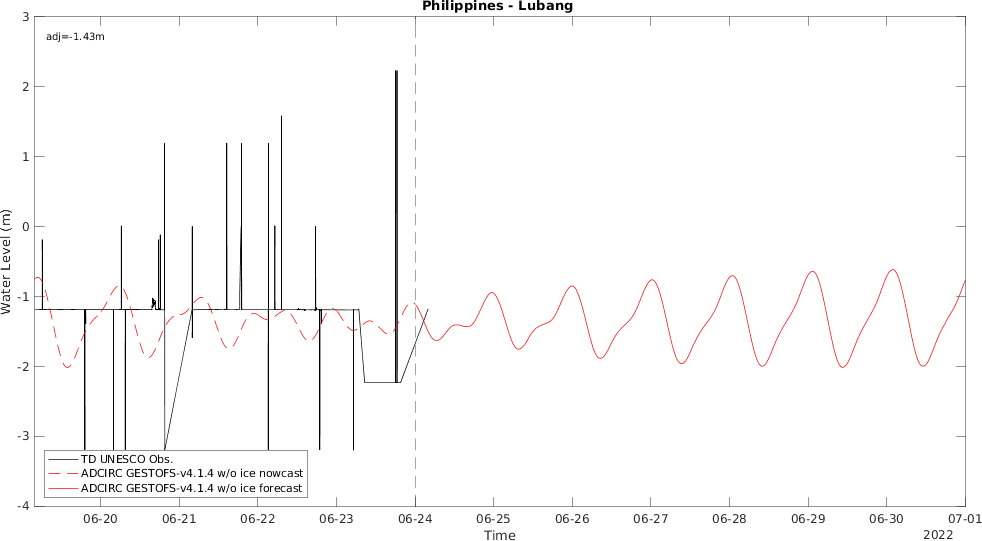 Philippines - Lubang
adj=-1.43m
Water Level (m)
3
2
1
0
-1
-2
-3
-4
TD UNESCO Obs.
ADCIRC GESTOFS-v4.1.4 w/o ice nowcast
ADCIRC GESTOFS-v4.1.4 w/o ice forecast
06-20 06-21 06-22 06-23 06-24 06-25 06-26 06-27 06-28 06-29 06-30 07-01
Time
2022